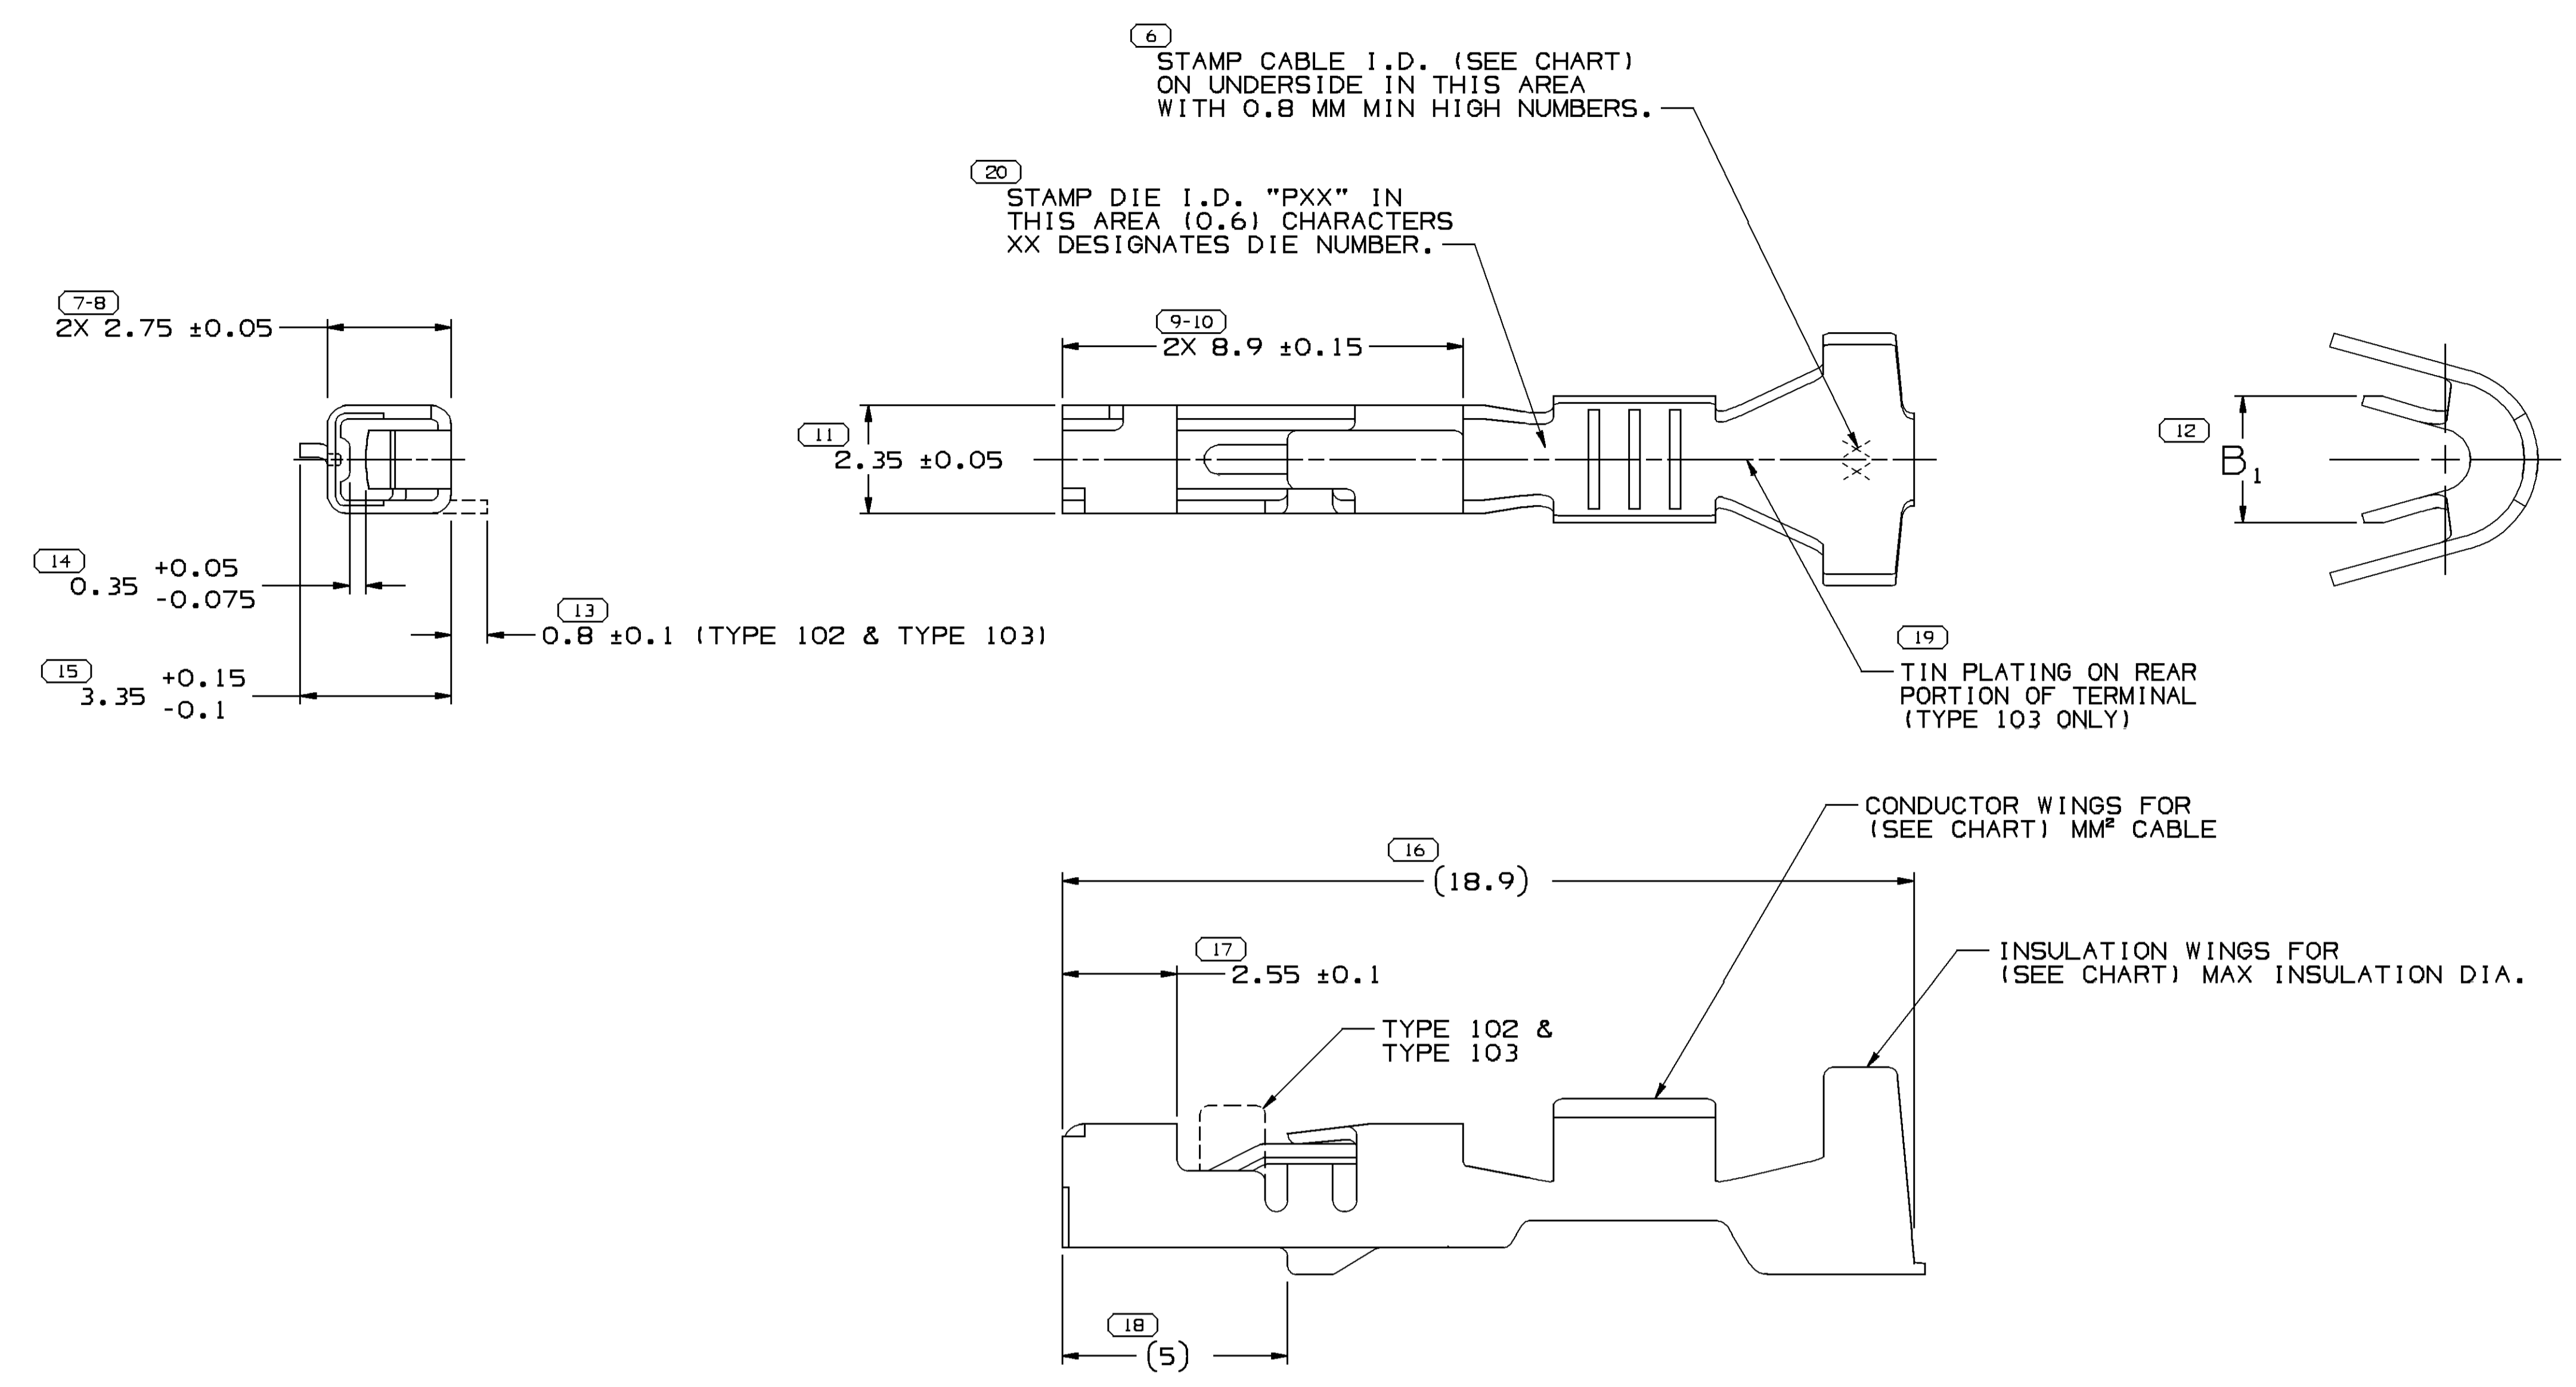 6
STAMP CABLE I.D. (SEE CHART)
ON UNDERSIDE IN THIS AREA
WITH 0.8 MM MIN HIGH NUMBERS.
20
STAMP DIE I.D. "PXX" IN
THIS AREA (0.6) CHARACTERS
XX DESIGNATES DIE NUMBER.
7-8
2X 2.75 ±0.05
9-10
2X 8.9 ±0.15
11
2.35 ±0.05
12
B1
14
0.35 +0.05
-0.075
13
0.8 ±0.1 (TYPE 102 & TYPE 103)
15
3.35 +0.15
-0.1
19
TIN PLATING ON REAR
PORTION OF TERMINAL
(TYPE 103 ONLY)
CONDUCTOR WINGS FOR
(SEE CHART) MM² CABLE
16
(18.9)
17
2.55 ±0.1
INSULATION WINGS FOR
(SEE CHART) MAX INSULATION DIA.
TYPE 102 &
TYPE 103
18
(5)